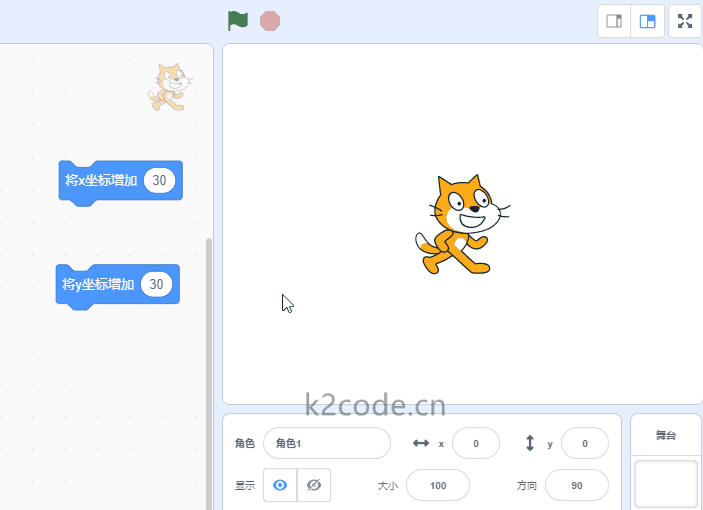 将x坐标增加 30
将y坐标增加 30
k2code.cn
角色 角色1 x 0 y 0
显示 大小 100 方向 90
舞台